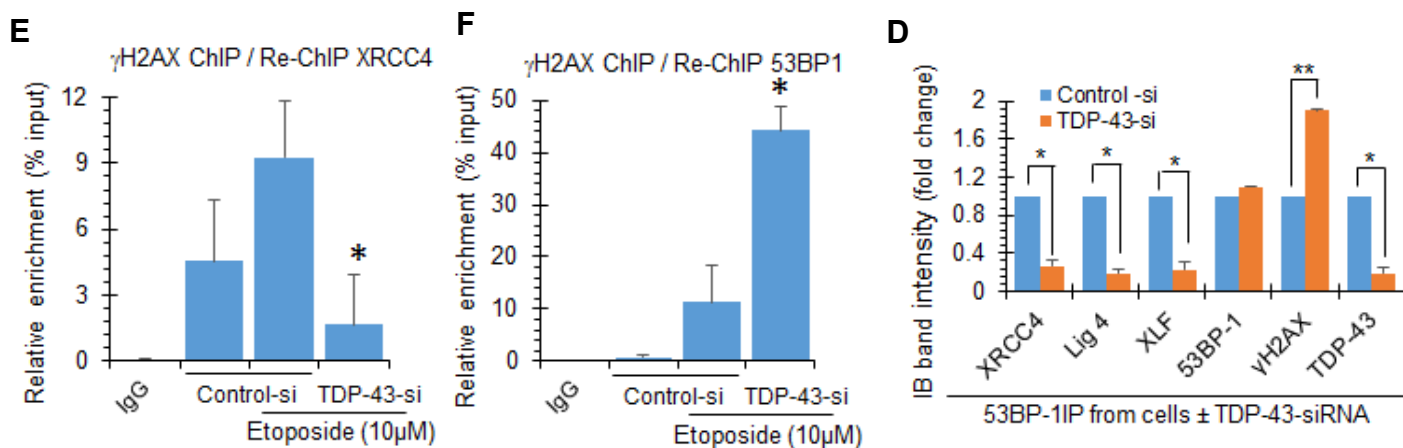 E
γH2AX ChIP / Re-ChIP XRCC4
Relative enrichment (% input)
12
9
6
3
0
IgG
Control-si
TDP-43-si
Etoposide (10µM)
*
F
γH2AX ChIP / Re-ChIP 53BP1
Relative enrichment (% input)
50
40
30
20
10
0
IgG
Control-si
TDP-43-si
Etoposide (10µM)
*
D
IB band intensity (fold change)
2
1.6
1.2
0.8
0.4
0
Control -si
TDP-43-si
*
*
*
**
*
XRCC4
Lig 4
XLF
53BP-1
γH2AX
TDP-43
53BP-1IP from cells ± TDP-43-siRNA